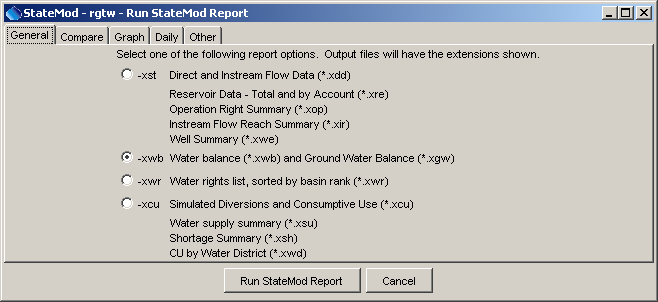 StateMod - rgtw - Run StateMod Report
General Compare Graph Daily Other
Select one of the following report options.  Output files will have the extensions shown.
-xst Direct and Instream Flow Data (*.xdd)
Reservoir Data - Total and by Account (*.xre)
Operation Right Summary (*.xop)
Instream Flow Reach Summary (*.xir)
Well Summary (*.xwe)
-xwb Water balance (*.xwb) and Ground Water Balance (*.xgw)
-xwr Water rights list, sorted by basin rank (*.xwr)
-xcu Simulated Diversions and Consumptive Use (*.xcu)
Water supply summary (*.xsu)
Shortage Summary (*.xsh)
CU by Water District (*.xwd)
Run StateMod Report Cancel